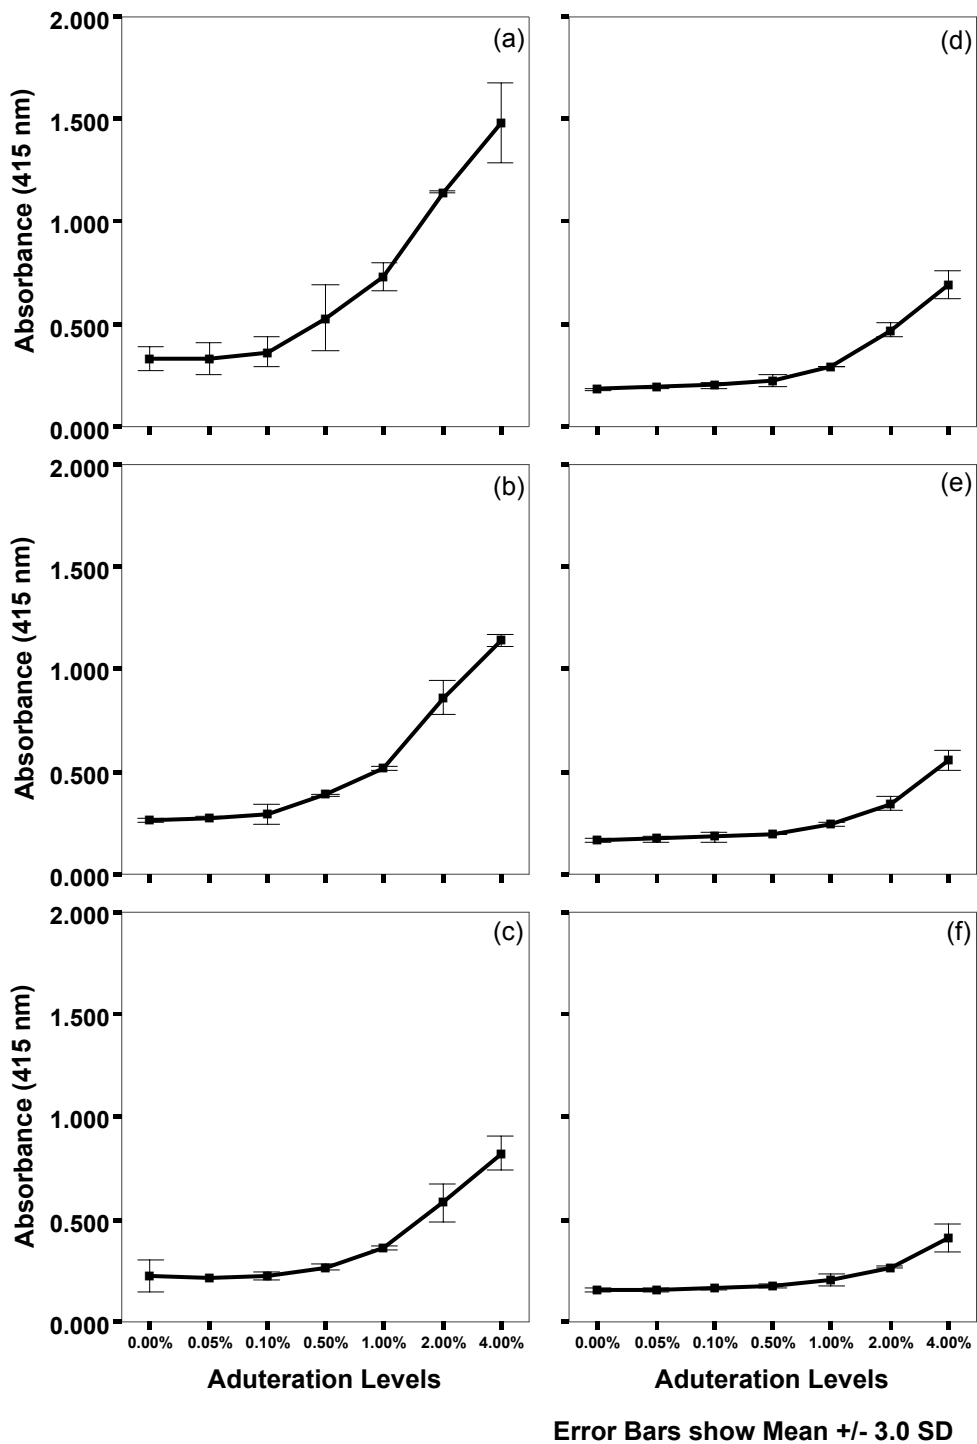 (a)
2.000
1.500
1.000
0.500
0.000
Absorbance (415 nm)
(d)
(b)
2.000
1.500
1.000
0.500
0.000
Absorbance (415 nm)
(e)
(c)
2.000
1.500
1.000
0.500
0.000
Absorbance (415 nm)
(f)
0.00% 0.05% 0.10% 0.50% 1.00% 2.00% 4.00%
0.00% 0.05% 0.10% 0.50% 1.00% 2.00% 4.00%
Aduteration Levels
Aduteration Levels
Error Bars show Mean +/- 3.0 SD